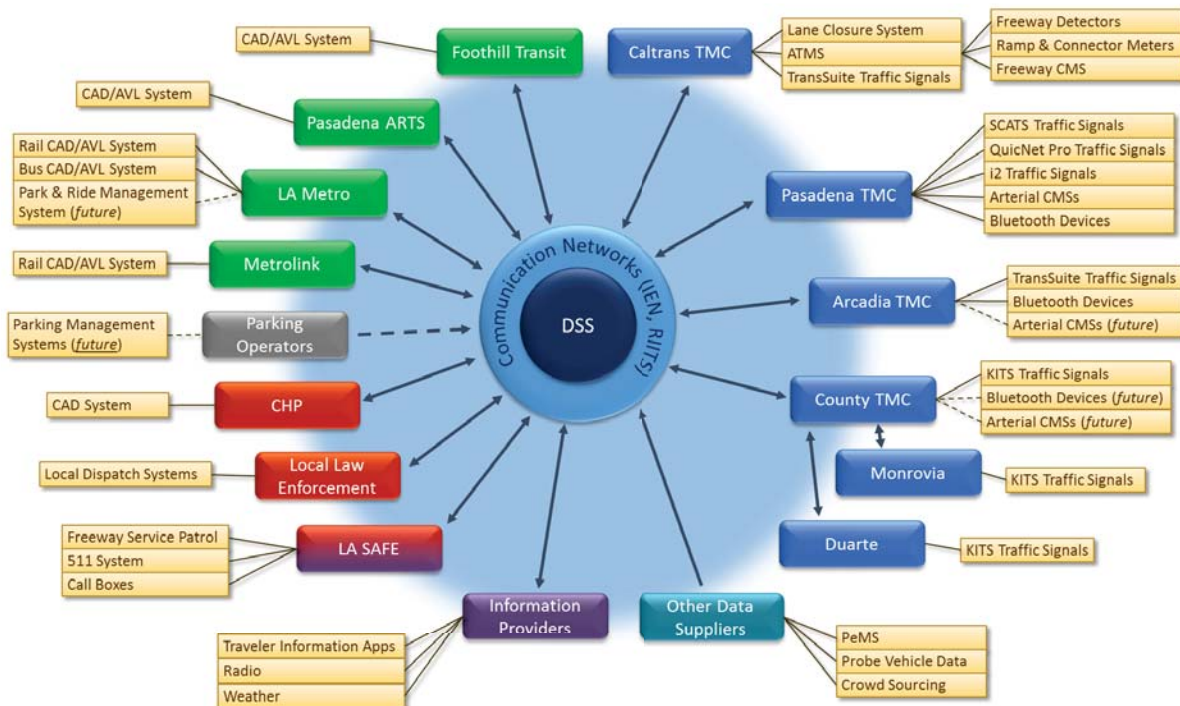 CAD/AVL System
Foothill Transit
Caltrans TMC
Lane Closure System
ATMS
TransSuite Traffic Signals
Freeway Detectors
Ramp & Connector Meters
Freeway CMS
CAD/AVL System
Pasadena ARTS
Rail CAD/AVL System
Bus CAD/AVL System
Park & Ride Management
System (future)
LA Metro
Pasadena TMC
SCATS Traffic Signals
QuicNet Pro Traffic Signals
i2 Traffic Signals
Arterial CMSs
Bluetooth Devices
Rail CAD/AVL System
Metrolink
Communication Networks (IEN, RIITS)
DSS
Arcadia TMC
TransSuite Traffic Signals
Bluetooth Devices
Arterial CMSs (future)
Parking Management
Systems (future)
Parking
Operators
CAD System
CHP
County TMC
KITS Traffic Signals
Bluetooth Devices (future)
Arterial CMSs (future)
Local Dispatch Systems
Local Law
Enforcement
Monrovia
KITS Traffic Signals
Freeway Service Patrol
511 System
Call Boxes
LA SAFE
Duarte
KITS Traffic Signals
Information
Providers
Traveler Information Apps
Radio
Weather
Other Data
Suppliers
PeMS
Probe Vehicle Data
Crowd Sourcing